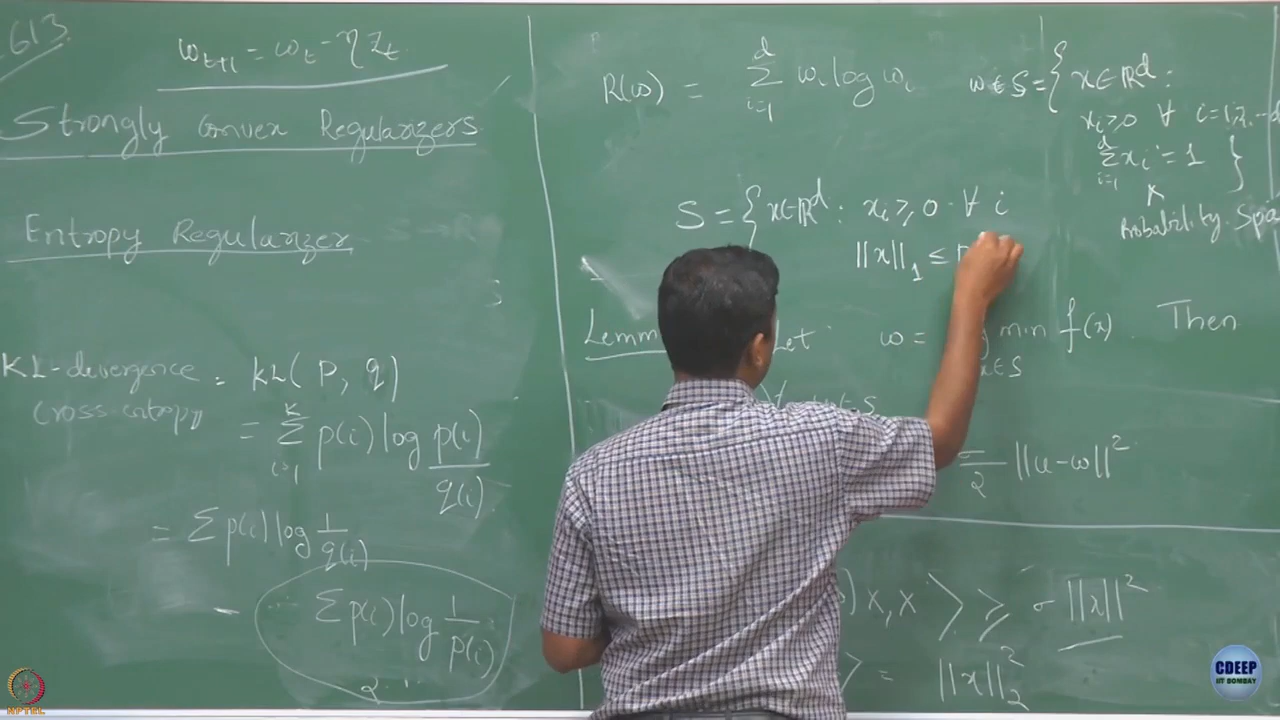 613
w_{t+1} = w_t - η z_t
Strongly Convex Regularizers
Entropy Regularizer
s
KL-divergence = KL(P, q)
cross-entropy
= Σ_{i=1}^{K} p(i) log p(i)/q(i)
= Σ p(i) log 1/q(i)
- Σ p(i) log 1/p(i)
R(w) = Σ_{i=1}^{d} w_i log w_i
w ∈ S = { x ∈ ℝ^d :
x_i ≥ 0 ∀ i = 1, 2, -- d
Σ_{i=1}^{d} x_i = 1 }
Probability Spa
S = { x ∈ ℝ^d : x_i ≥ 0 ∀ i
||x||_1 ≤
Lemm Let w = min f(x). Then
x∈S
∀ u ∈ S
σ/2 ||u-w||^2
) x, x ⟩ ≥ σ ||x||^2
⟩ = ||x||_2^2
NPTEL
CDEEP
IIT BOMBAY